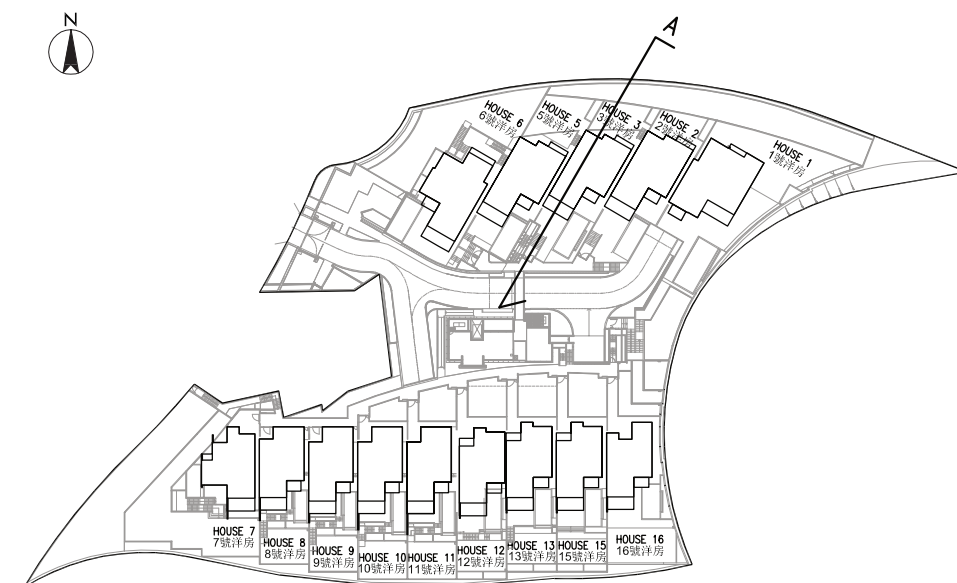 N
A
HOUSE 6
6號洋房
HOUSE 5
5號洋房
HOUSE 3
3號洋房
HOUSE 2
2號洋房
HOUSE 1
1號洋房
HOUSE 7
7號洋房
HOUSE 8
8號洋房
HOUSE 9
9號洋房
HOUSE 10
10號洋房
HOUSE 11
11號洋房
HOUSE 12
12號洋房
HOUSE 13
13號洋房
HOUSE 15
15號洋房
HOUSE 16
16號洋房